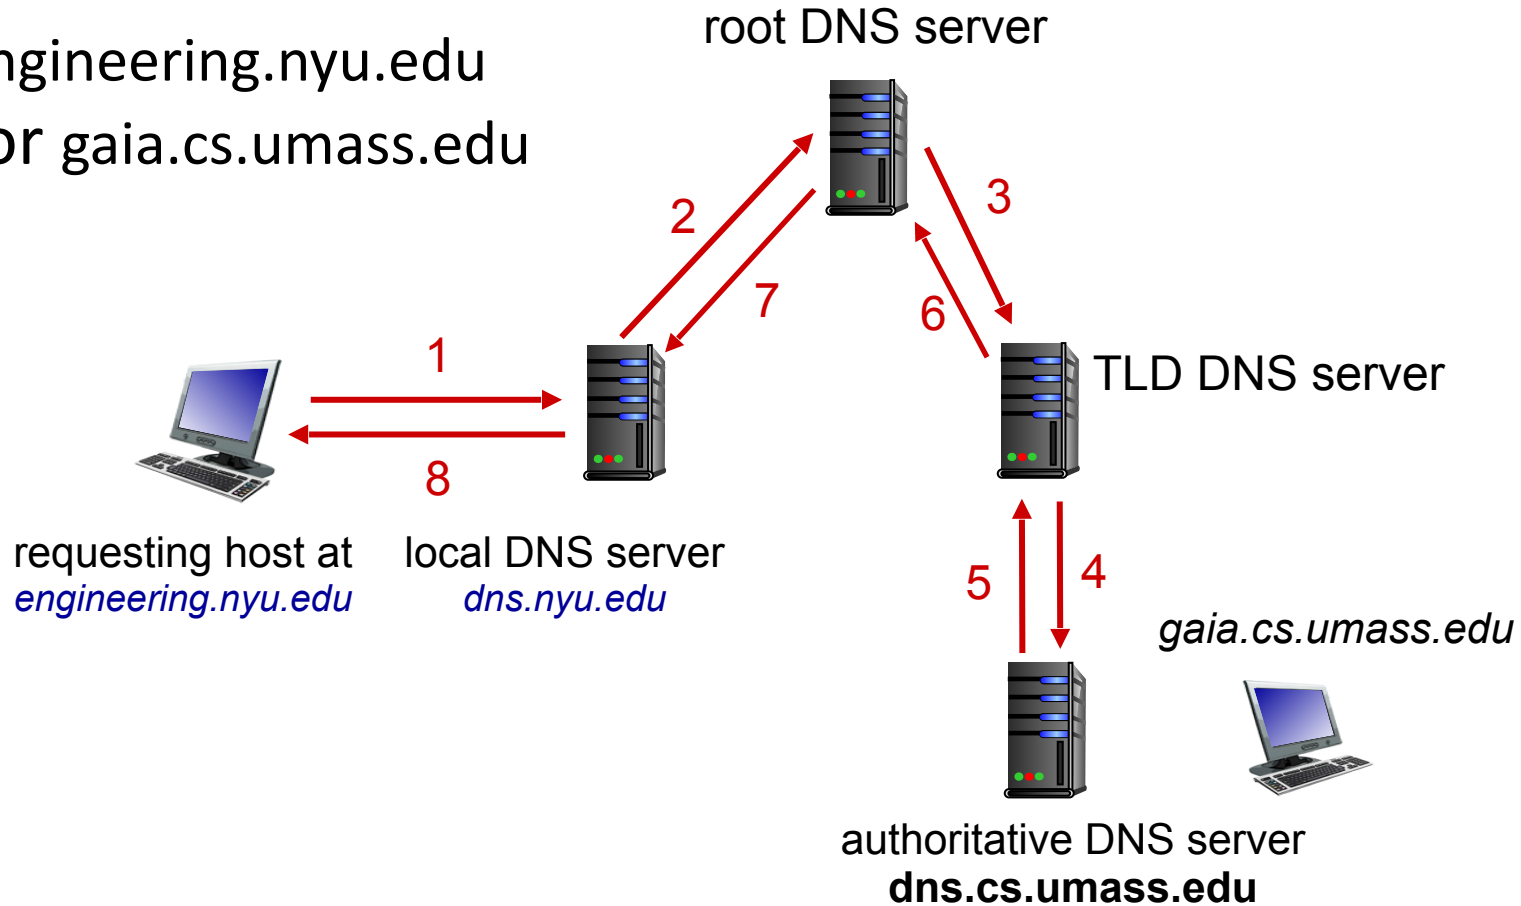 root DNS server
ngineering.nyu.edu
or gaia.cs.umass.edu
2
3
7
6
1
TLD DNS server
8
requesting host at
engineering.nyu.edu
local DNS server
dns.nyu.edu
5
4
gaia.cs.umass.edu
authoritative DNS server
dns.cs.umass.edu